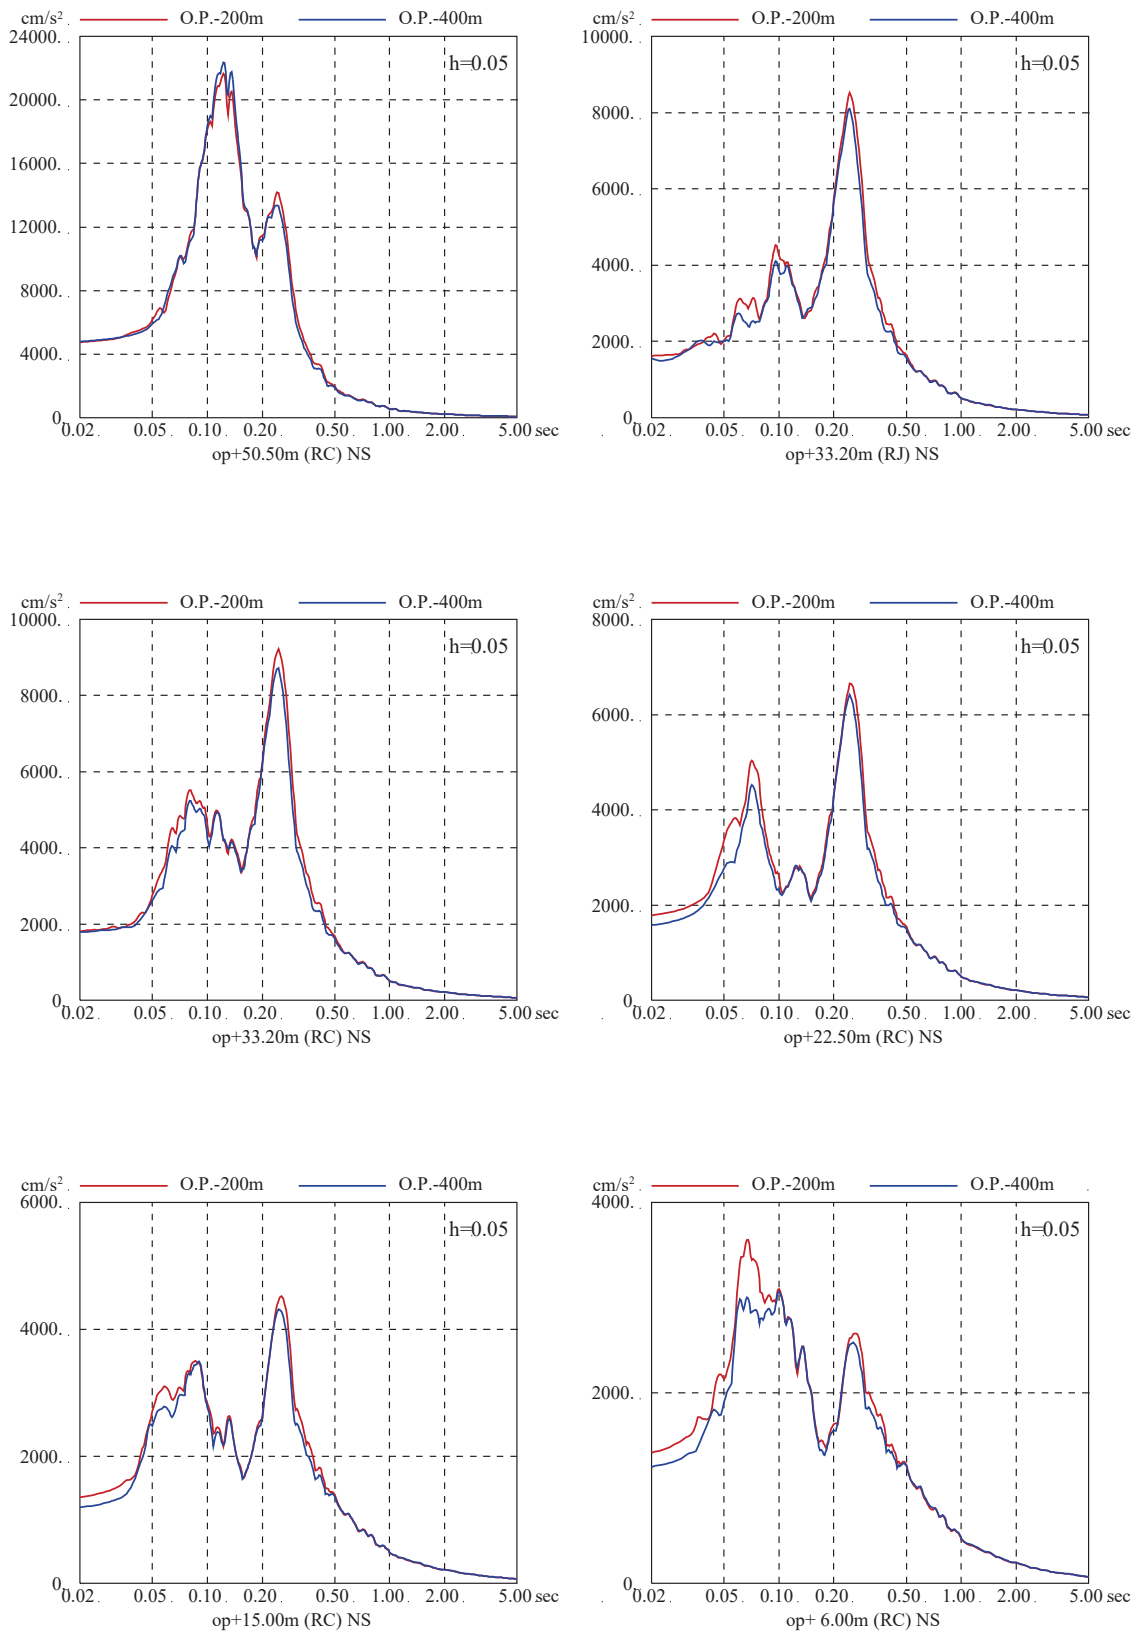 cm/s² O.P.-200m O.P.-400m
24000.
h=0.05
20000.
16000.
12000.
8000.
4000.
0.
0.02 0.05 0.10 0.20 0.50 1.00 2.00 5.00 sec
op+50.50m (RC) NS
cm/s² O.P.-200m O.P.-400m
10000.
h=0.05
8000.
6000.
4000.
2000.
0.
0.02 0.05 0.10 0.20 0.50 1.00 2.00 5.00 sec
op+33.20m (RJ) NS
cm/s² O.P.-200m O.P.-400m
10000.
h=0.05
8000.
6000.
4000.
2000.
0.
0.02 0.05 0.10 0.20 0.50 1.00 2.00 5.00 sec
op+33.20m (RC) NS
cm/s² O.P.-200m O.P.-400m
8000.
h=0.05
6000.
4000.
2000.
0.
0.02 0.05 0.10 0.20 0.50 1.00 2.00 5.00 sec
op+22.50m (RC) NS
cm/s² O.P.-200m O.P.-400m
6000.
h=0.05
4000.
2000.
0.
0.02 0.05 0.10 0.20 0.50 1.00 2.00 5.00 sec
op+15.00m (RC) NS
cm/s² O.P.-200m O.P.-400m
4000.
h=0.05
2000.
0.
0.02 0.05 0.10 0.20 0.50 1.00 2.00 5.00 sec
op+ 6.00m (RC) NS